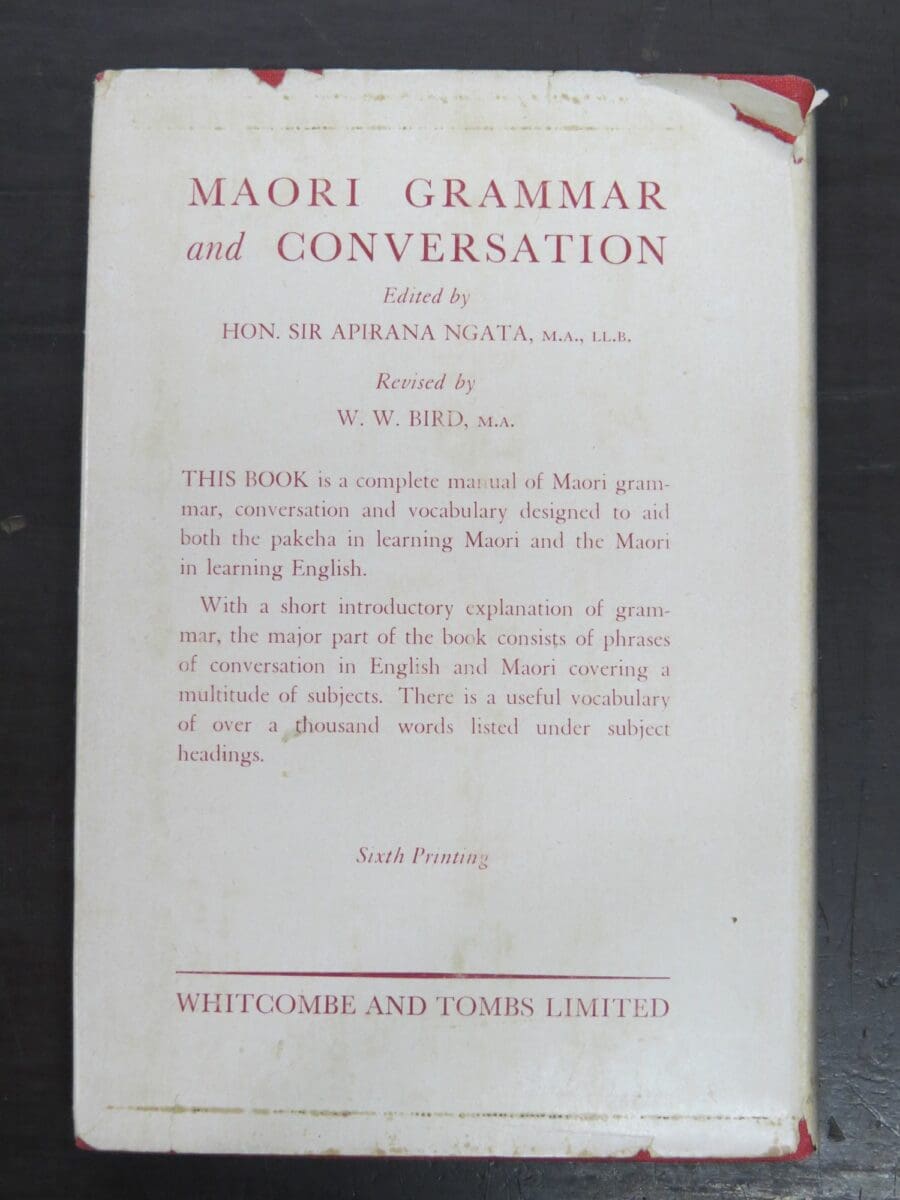 MAORI GRAMMAR
and CONVERSATION
Edited by
HON. SIR APIRANA NGATA, M.A., LL.B.
Revised by
W. W. BIRD, M.A.
THIS BOOK is a complete manual of Maori gram-
mar, conversation and vocabulary designed to aid
both the pakeha in learning Maori and the Maori
in learning English.
With a short introductory explanation of gram-
mar, the major part of the book consists of phrases
of conversation in English and Maori covering a
multitude of subjects. There is a useful vocabulary
of over a thousand words listed under subject
headings.
Sixth Printing
WHITCOMBE AND TOMBS LIMITED